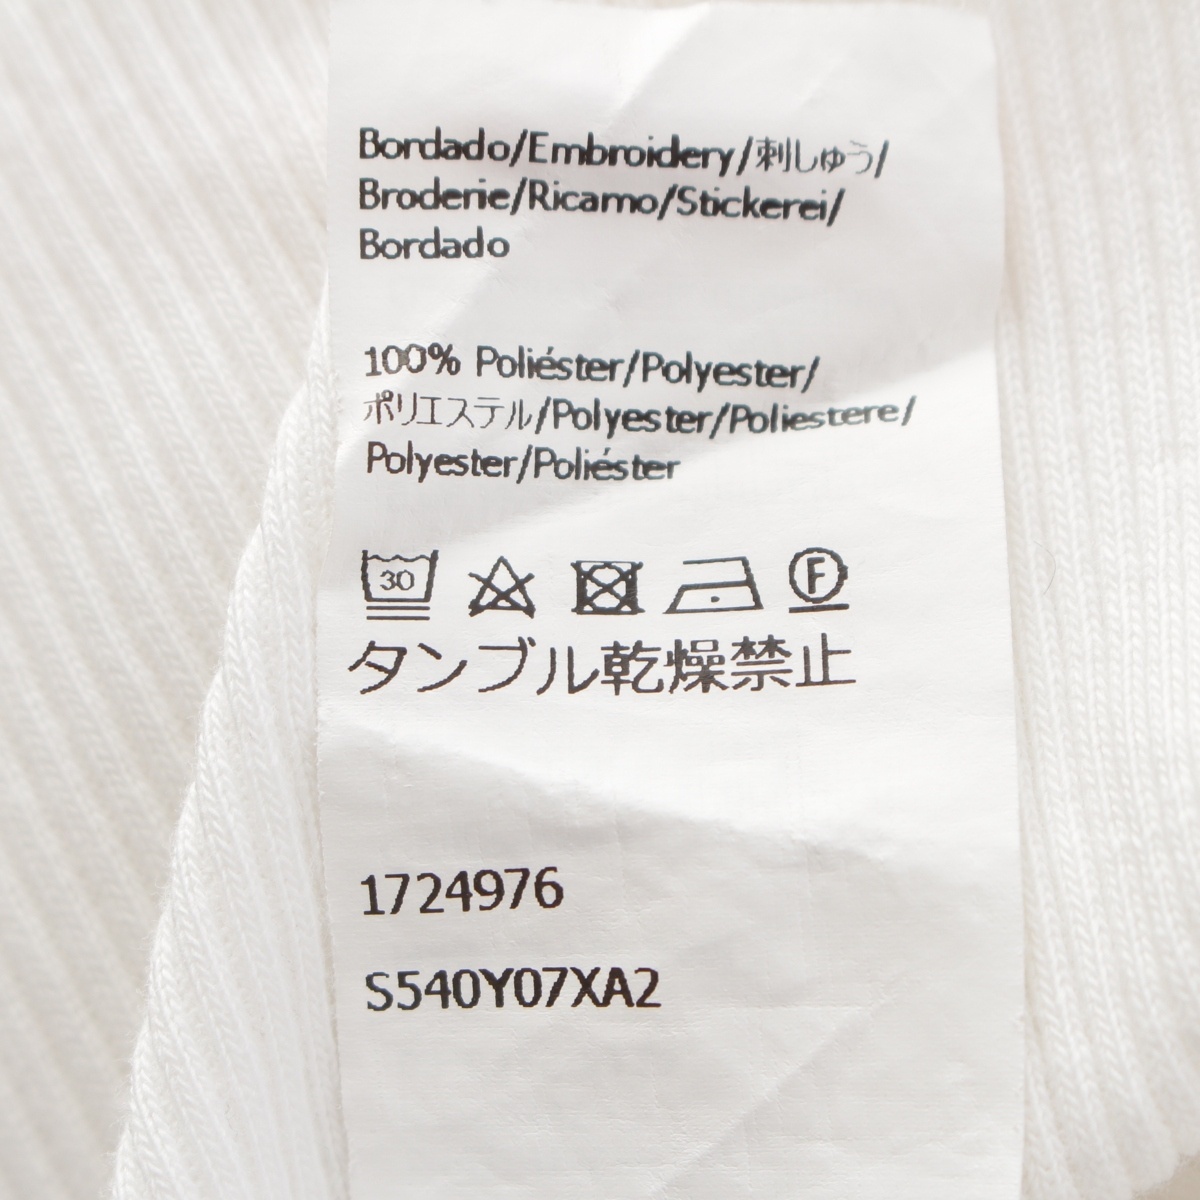 Bordado/Embroidery/刺しゅう/
Broderie/Ricamo/Stickerei/
Bordado
100% Poliéster/Polyester/
ポリエステル/Polyester/Poliestere/
Polyester/Poliéster
30
F
タンブル乾燥禁止
1724976
S540Y07XA2